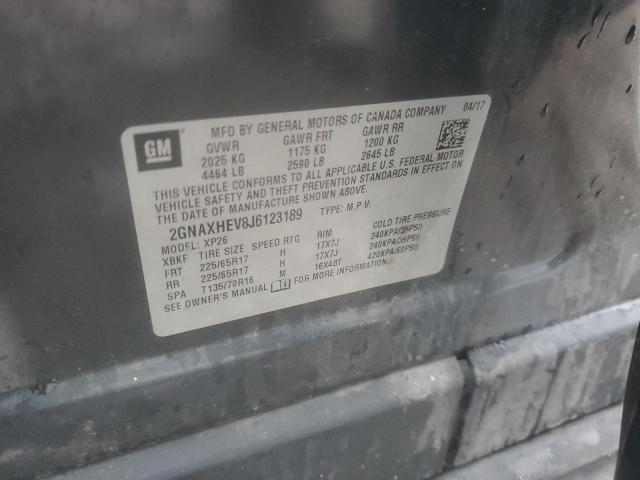 GM
MFD BY GENERAL MOTORS OF CANADA COMPANY 04/17
GVWR GAWR FRT GAWR RR
2025 KG 1175 KG 1200 KG
4464 LB 2590 LB 2645 LB
THIS VEHICLE CONFORMS TO ALL APPLICABLE U.S. FEDERAL MOTOR
VEHICLE SAFETY AND THEFT PREVENTION STANDARDS IN EFFECT ON
THE DATE OF MANUFACTURE SHOWN ABOVE.
2GNAXHEV8J6123189 TYPE: M.P.V.
MODEL: XP26
XBKF TIRE SIZE SPEED RTG RIM COLD TIRE PRESSURE
FRT 225/65R17 H 17X7J 240KPA(35PSI)
RR 225/65R17 H 17X7J 240KPA(35PSI)
SPA T135/70R16 M 16X4BT 420KPA(60PSI)
SEE OWNER'S MANUAL FOR MORE INFORMATION